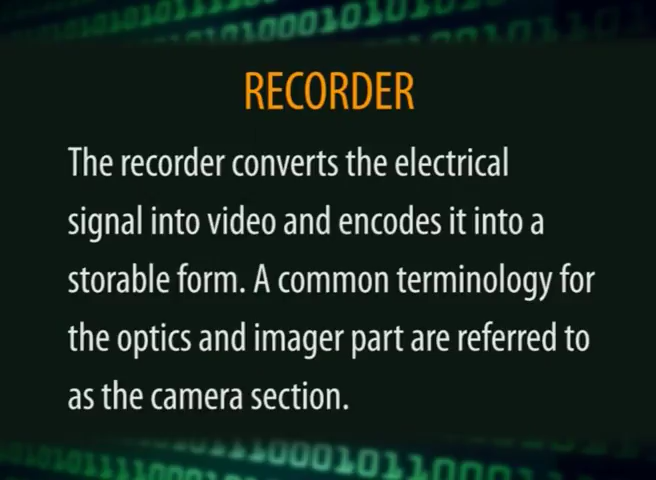 RECORDER
The recorder converts the electrical
signal into video and encodes it into a
storable form. A common terminology for
the optics and imager part are referred to
as the camera section.